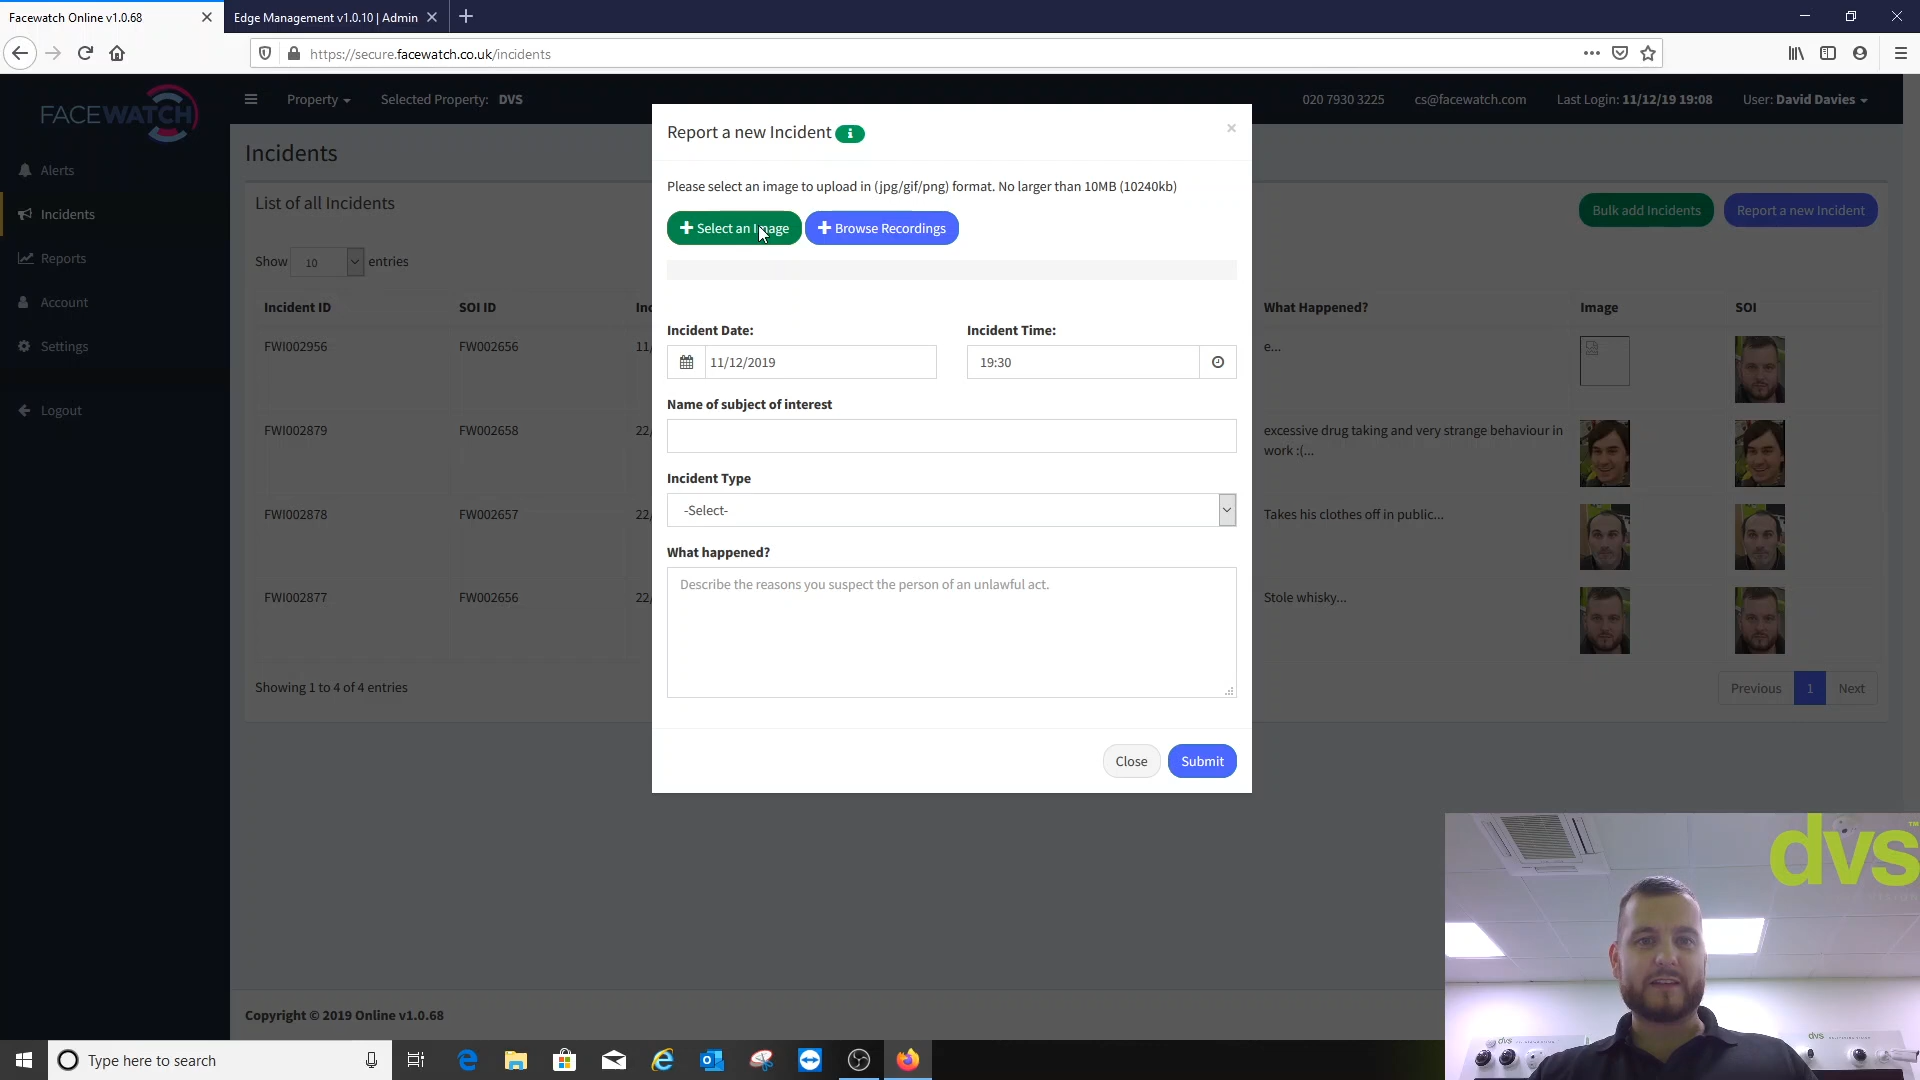 Facewatch Online v1.0.68
Edge Management v1.0.10 | Admin
https://secure.facewatch.co.uk/incidents
FACEWATCH
Property
Selected Property: DVS
020 7930 3225
cs@facewatch.com
Last Login: 11/12/19 19:08
User: David Davies
Alerts
Incidents
Reports
Account
Settings
Logout
Incidents
List of all Incidents
Bulk add Incidents
Report a new Incident
Show 10 entries
Incident ID SOI ID What Happened? Image SOI
FWI002956 FW002656 11/ e...
FWI002879 FW002658 22/ excessive drug taking and very strange behaviour in
work :(...
FWI002878 FW002657 22/ Takes his clothes off in public...
FWI002877 FW002656 22/ Stole whisky...
Showing 1 to 4 of 4 entries
Previous 1 Next
Report a new Incident i
Please select an image to upload in (jpg/gif/png) format. No larger than 10MB (10240kb)
Select an Image
Browse Recordings
Incident Date:
Incident Time:
11/12/2019
19:30
Name of subject of interest
Incident Type
-Select-
What happened?
Describe the reasons you suspect the person of an unlawful act.
Close
Submit
dvs™
dvs
dvs
Copyright © 2019 Online v1.0.68
Type here to search